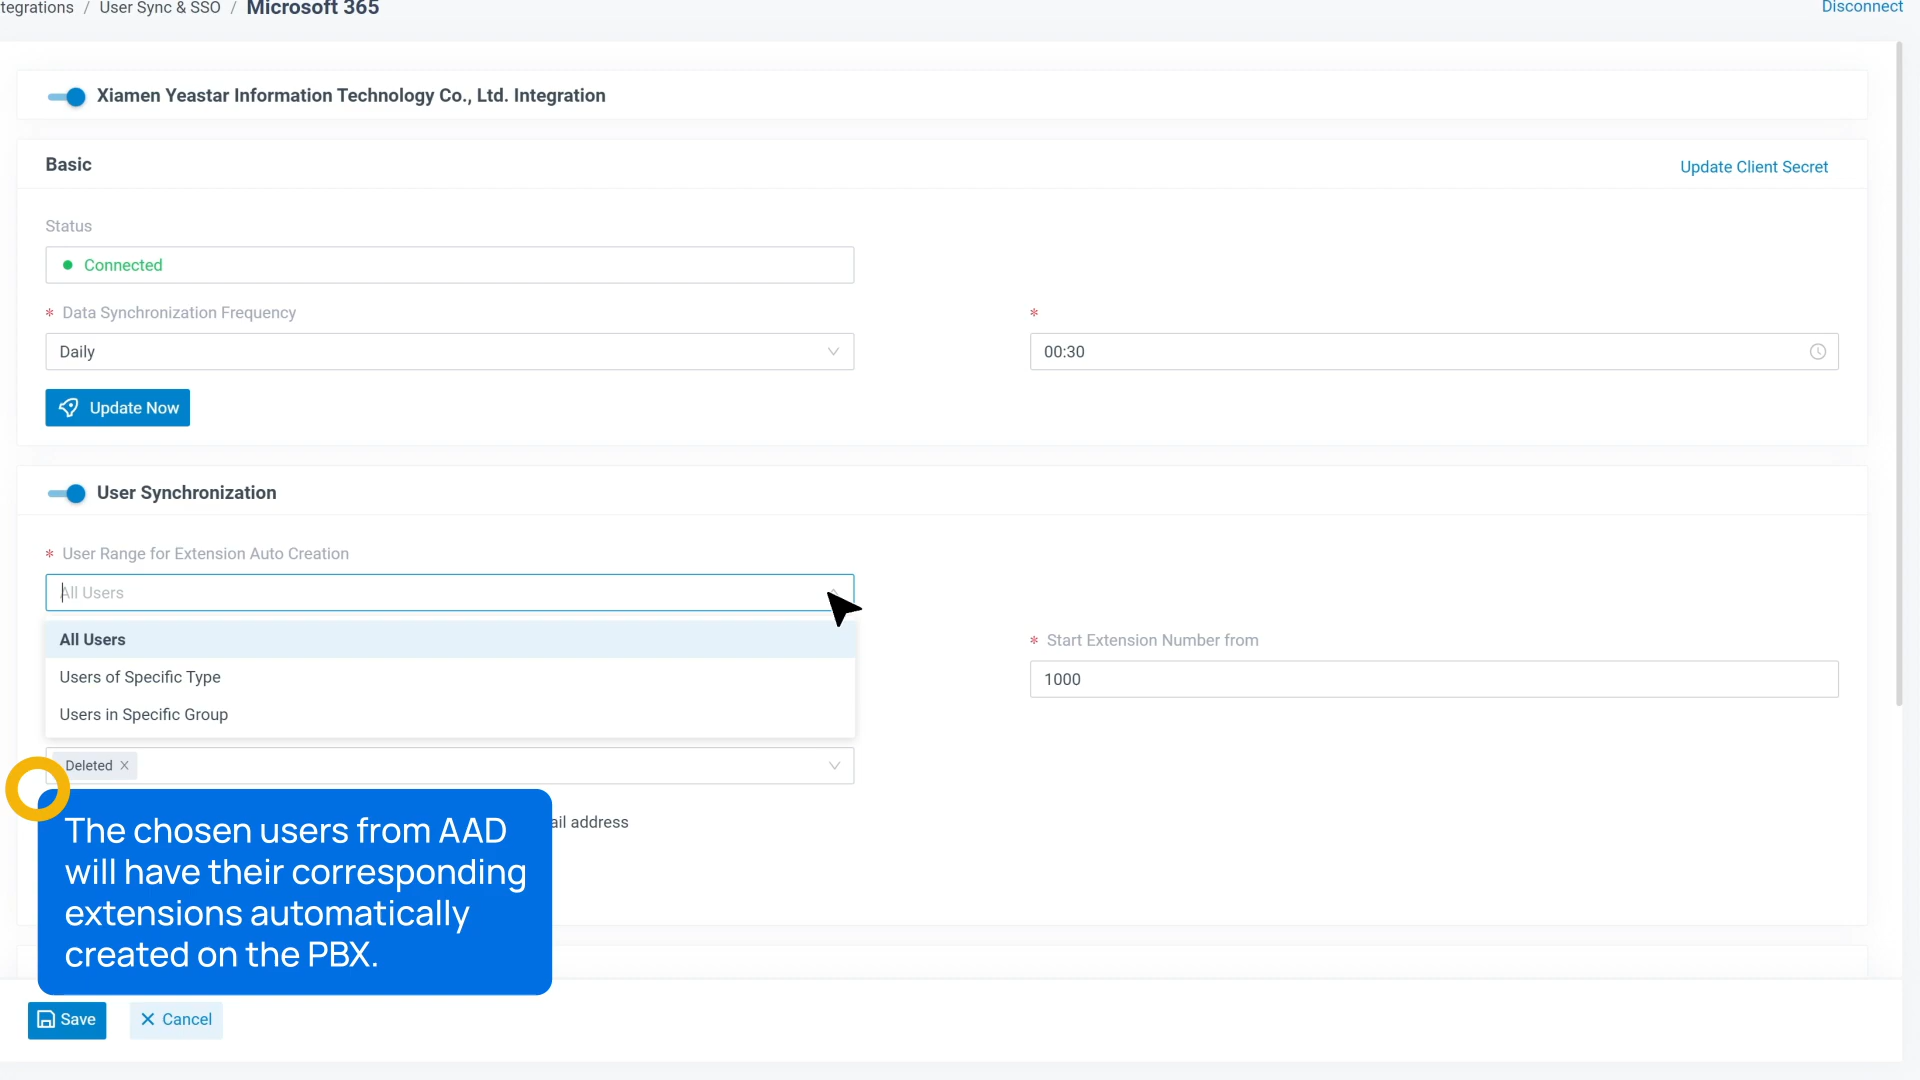 / User Sync & SSO / Microsoft 365
Disconnect
Xiamen Yeastar Information Technology Co., Ltd. Integration
Basic
Update Client Secret
Status
Connected
* Data Synchronization Frequency
*
Daily
00:30
Update Now
User Synchronization
* User Range for Extension Auto Creation
All Users
All Users
* Start Extension Number from
Users of Specific Type
1000
Users in Specific Group
Deleted ×
address
The chosen users from AAD
will have their corresponding
extensions automatically
created on the PBX.
Save
× Cancel